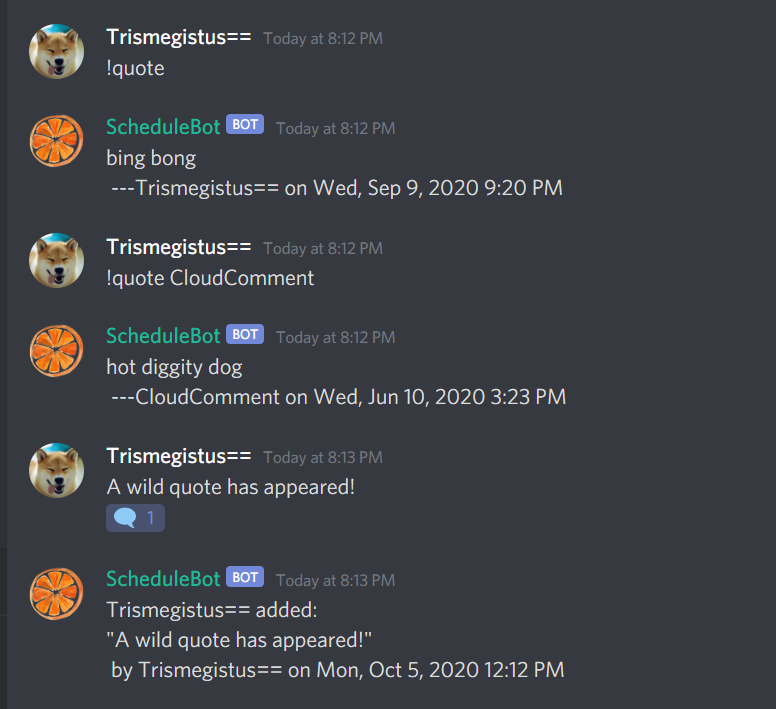 Trismegistus== Today at 8:12 PM
!quote
ScheduleBot BOT Today at 8:12 PM
bing bong
---Trismegistus== on Wed, Sep 9, 2020 9:20 PM
Trismegistus== Today at 8:12 PM
!quote CloudComment
ScheduleBot BOT Today at 8:12 PM
hot diggity dog
---CloudComment on Wed, Jun 10, 2020 3:23 PM
Trismegistus== Today at 8:13 PM
A wild quote has appeared!
1
ScheduleBot BOT Today at 8:13 PM
Trismegistus== added:
"A wild quote has appeared!"
by Trismegistus== on Mon, Oct 5, 2020 12:12 PM